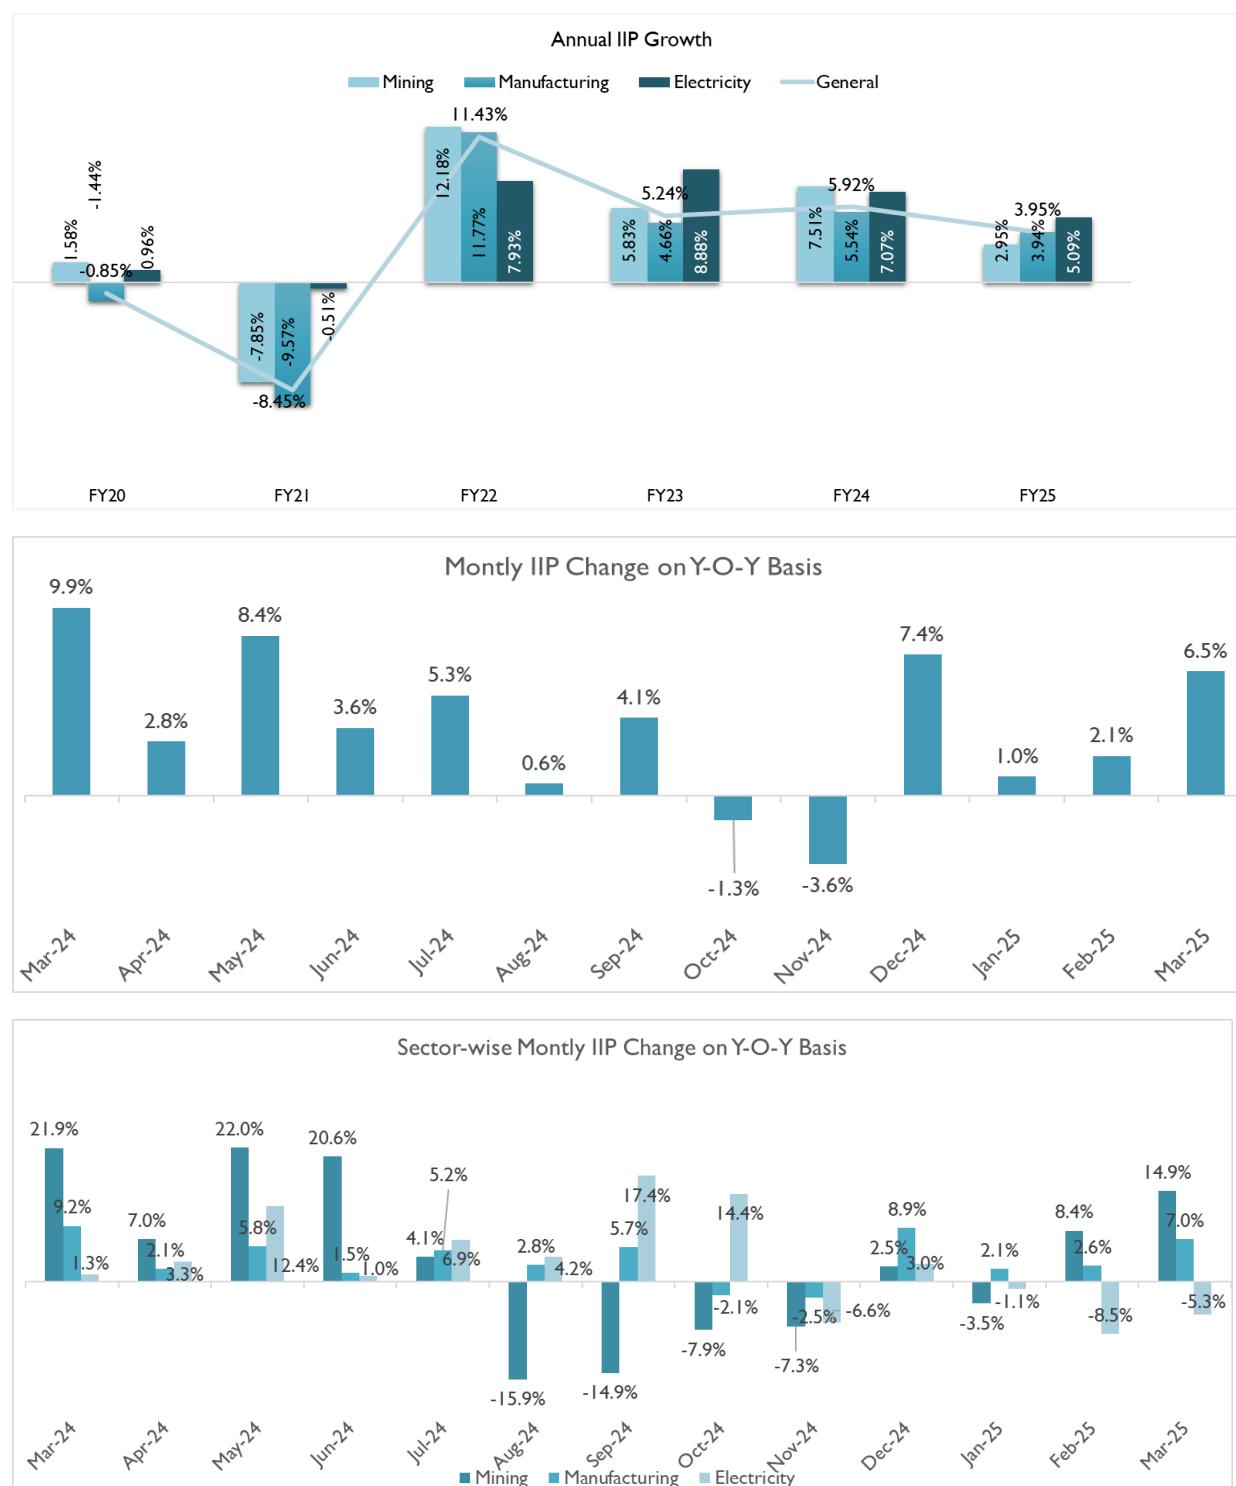 Annual IIP Growth
Mining Manufacturing Electricity General
1.58% -1.44% -0.85% 0.96%
-7.85% -9.57% -0.51% -8.45%
12.18% 11.77% 11.43% 7.93%
5.83% 5.24% 4.66% 8.88%
7.51% 5.92% 5.54% 7.07%
2.95% 3.95% 3.94% 5.09%
FY20 FY21 FY22 FY23 FY24 FY25
Montly IIP Change on Y-O-Y Basis
9.9% 2.8% 8.4% 3.6% 5.3% 0.6% 4.1% -1.3% -3.6% 7.4% 1.0% 2.1% 6.5%
Mar-24 Apr-24 May-24 Jun-24 Jul-24 Aug-24 Sep-24 Oct-24 Nov-24 Dec-24 Jan-25 Feb-25 Mar-25
Sector-wise Montly IIP Change on Y-O-Y Basis
21.9% 9.2% 1.3%
7.0% 2.1% 3.3%
22.0% 5.8% 12.4%
20.6% 1.5% 1.0%
4.1% 5.2% 6.9%
-15.9% 2.8% 4.2%
-14.9% 5.7% 17.4%
-7.9% -2.1% 14.4%
-7.3% -2.5% -6.6%
2.5% 8.9% 3.0%
-3.5% 2.1% -1.1%
8.4% 2.6% -8.5%
14.9% 7.0% -5.3%
Mar-24 Apr-24 May-24 Jun-24 Jul-24 Aug-24 Sep-24 Oct-24 Nov-24 Dec-24 Jan-25 Feb-25 Mar-25
Mining Manufacturing Electricity